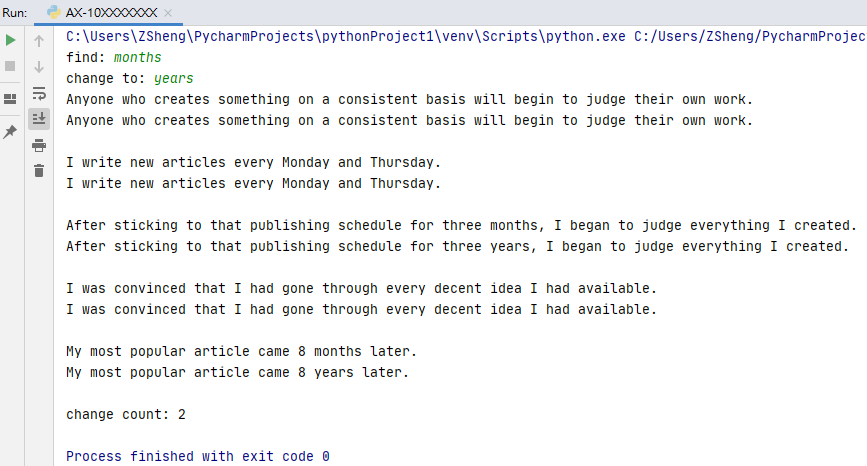 Run: AX-10XXXXXXX
C:\Users\ZSheng\PycharmProjects\pythonProject1\venv\Scripts\python.exe C:/Users/ZSheng/PycharmProjec
find: months
change to: years
Anyone who creates something on a consistent basis will begin to judge their own work.
Anyone who creates something on a consistent basis will begin to judge their own work.
I write new articles every Monday and Thursday.
I write new articles every Monday and Thursday.
After sticking to that publishing schedule for three months, I began to judge everything I created.
After sticking to that publishing schedule for three years, I began to judge everything I created.
I was convinced that I had gone through every decent idea I had available.
I was convinced that I had gone through every decent idea I had available.
My most popular article came 8 months later.
My most popular article came 8 years later.
change count: 2
Process finished with exit code 0